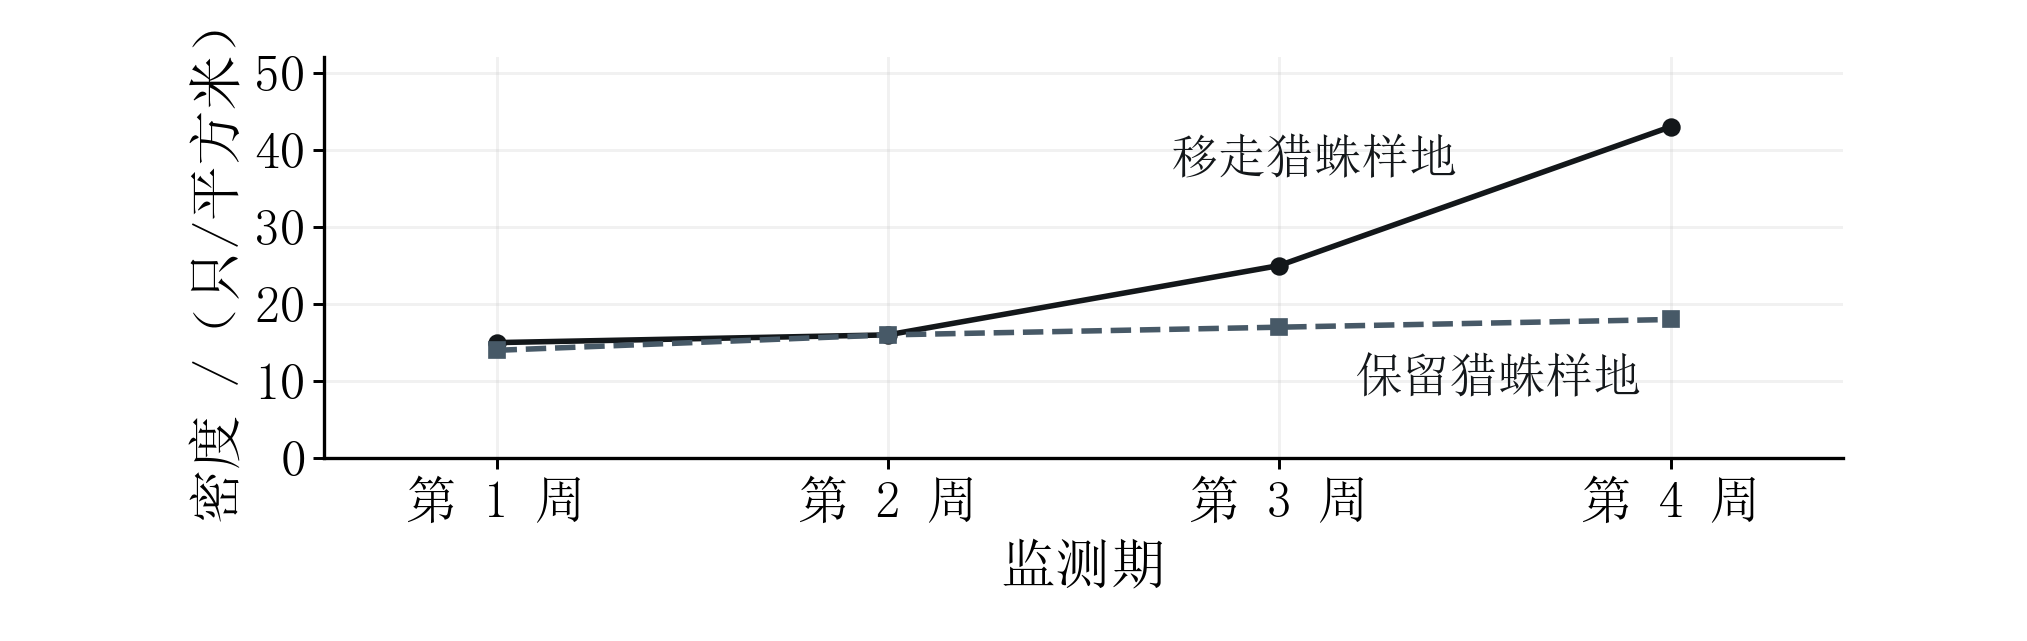 密度 / (只/平方米)
50
40
30
20
10
0
移走猎蛛样地
保留猎蛛样地
第 1 周
第 2 周
第 3 周
第 4 周
监测期